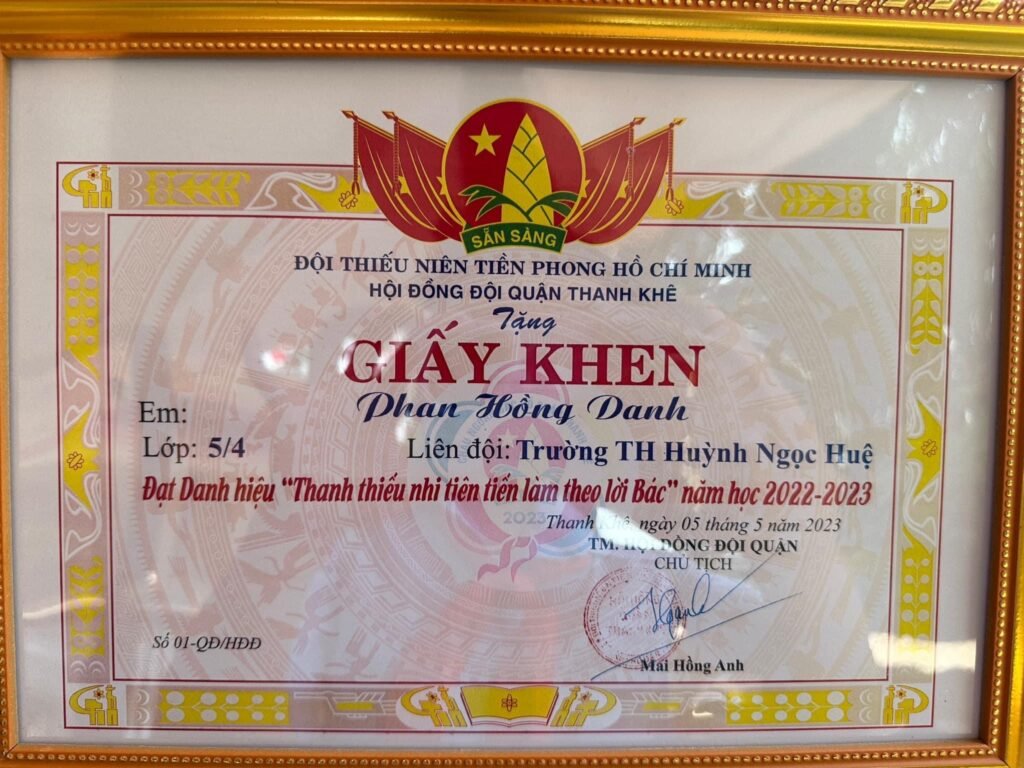 SẴN SÀNG
ĐỘI THIẾU NIÊN TIỀN PHONG HỒ CHÍ MINH
HỘI ĐỒNG ĐỘI QUẬN THANH KHÊ
Tặng
GIẤY KHEN
Em: Phan Hồng Danh
Lớp: 5/4 Liên đội: Trường TH Huỳnh Ngọc Huệ
Đạt Danh hiệu “Thanh thiếu nhi tiên tiến làm theo lời Bác” năm học 2022-2023
2023
Thanh Khê, ngày 05 tháng 5 năm 2023
TM. HỘI ĐỒNG ĐỘI QUẬN
CHỦ TỊCH
Số 01-QĐ/HĐĐ
Mai Hồng Anh